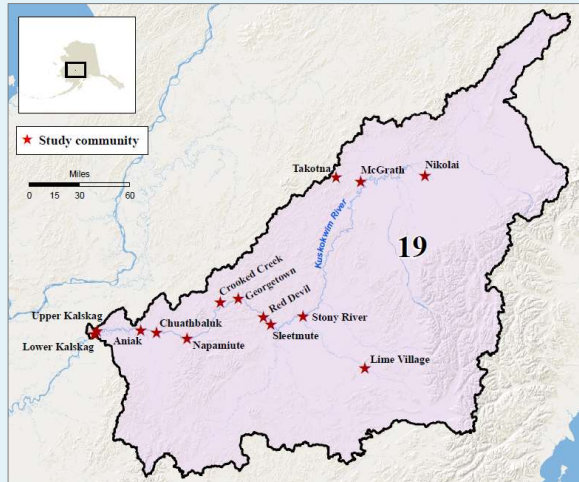 ★ Study community
Miles
0 15 30 60
Takotna
McGrath
Nikolai
Kuskokwim River
19
Crooked Creek
Georgetown
Red Devil
Stony River
Sleetmute
Upper Kalskag
Lower Kalskag
Aniak
Chuathbaluk
Napamiute
Lime Village